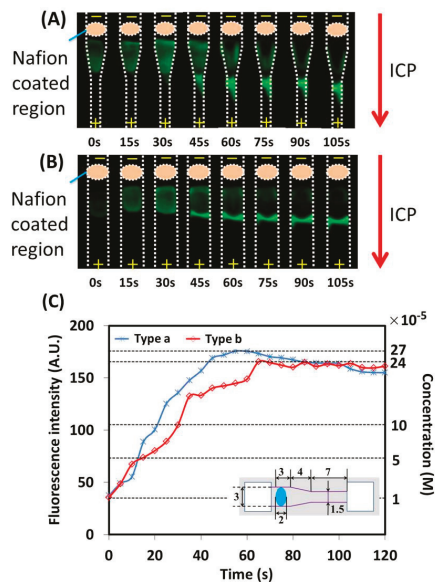 (A)
Nafion
coated
region
ICP
0s 15s 30s 45s 60s 75s 90s 105s
(B)
Nafion
coated
region
ICP
0s 15s 30s 45s 60s 75s 90s 105s
(C)
Type a Type b
Fluorescence intensity (A.U.)
200
150
100
50
0
×10⁻⁵
27
24
10
5
1
Concentration (M)
3 4 7
3
2
1.5
0 20 40 60 80 100 120
Time (s)